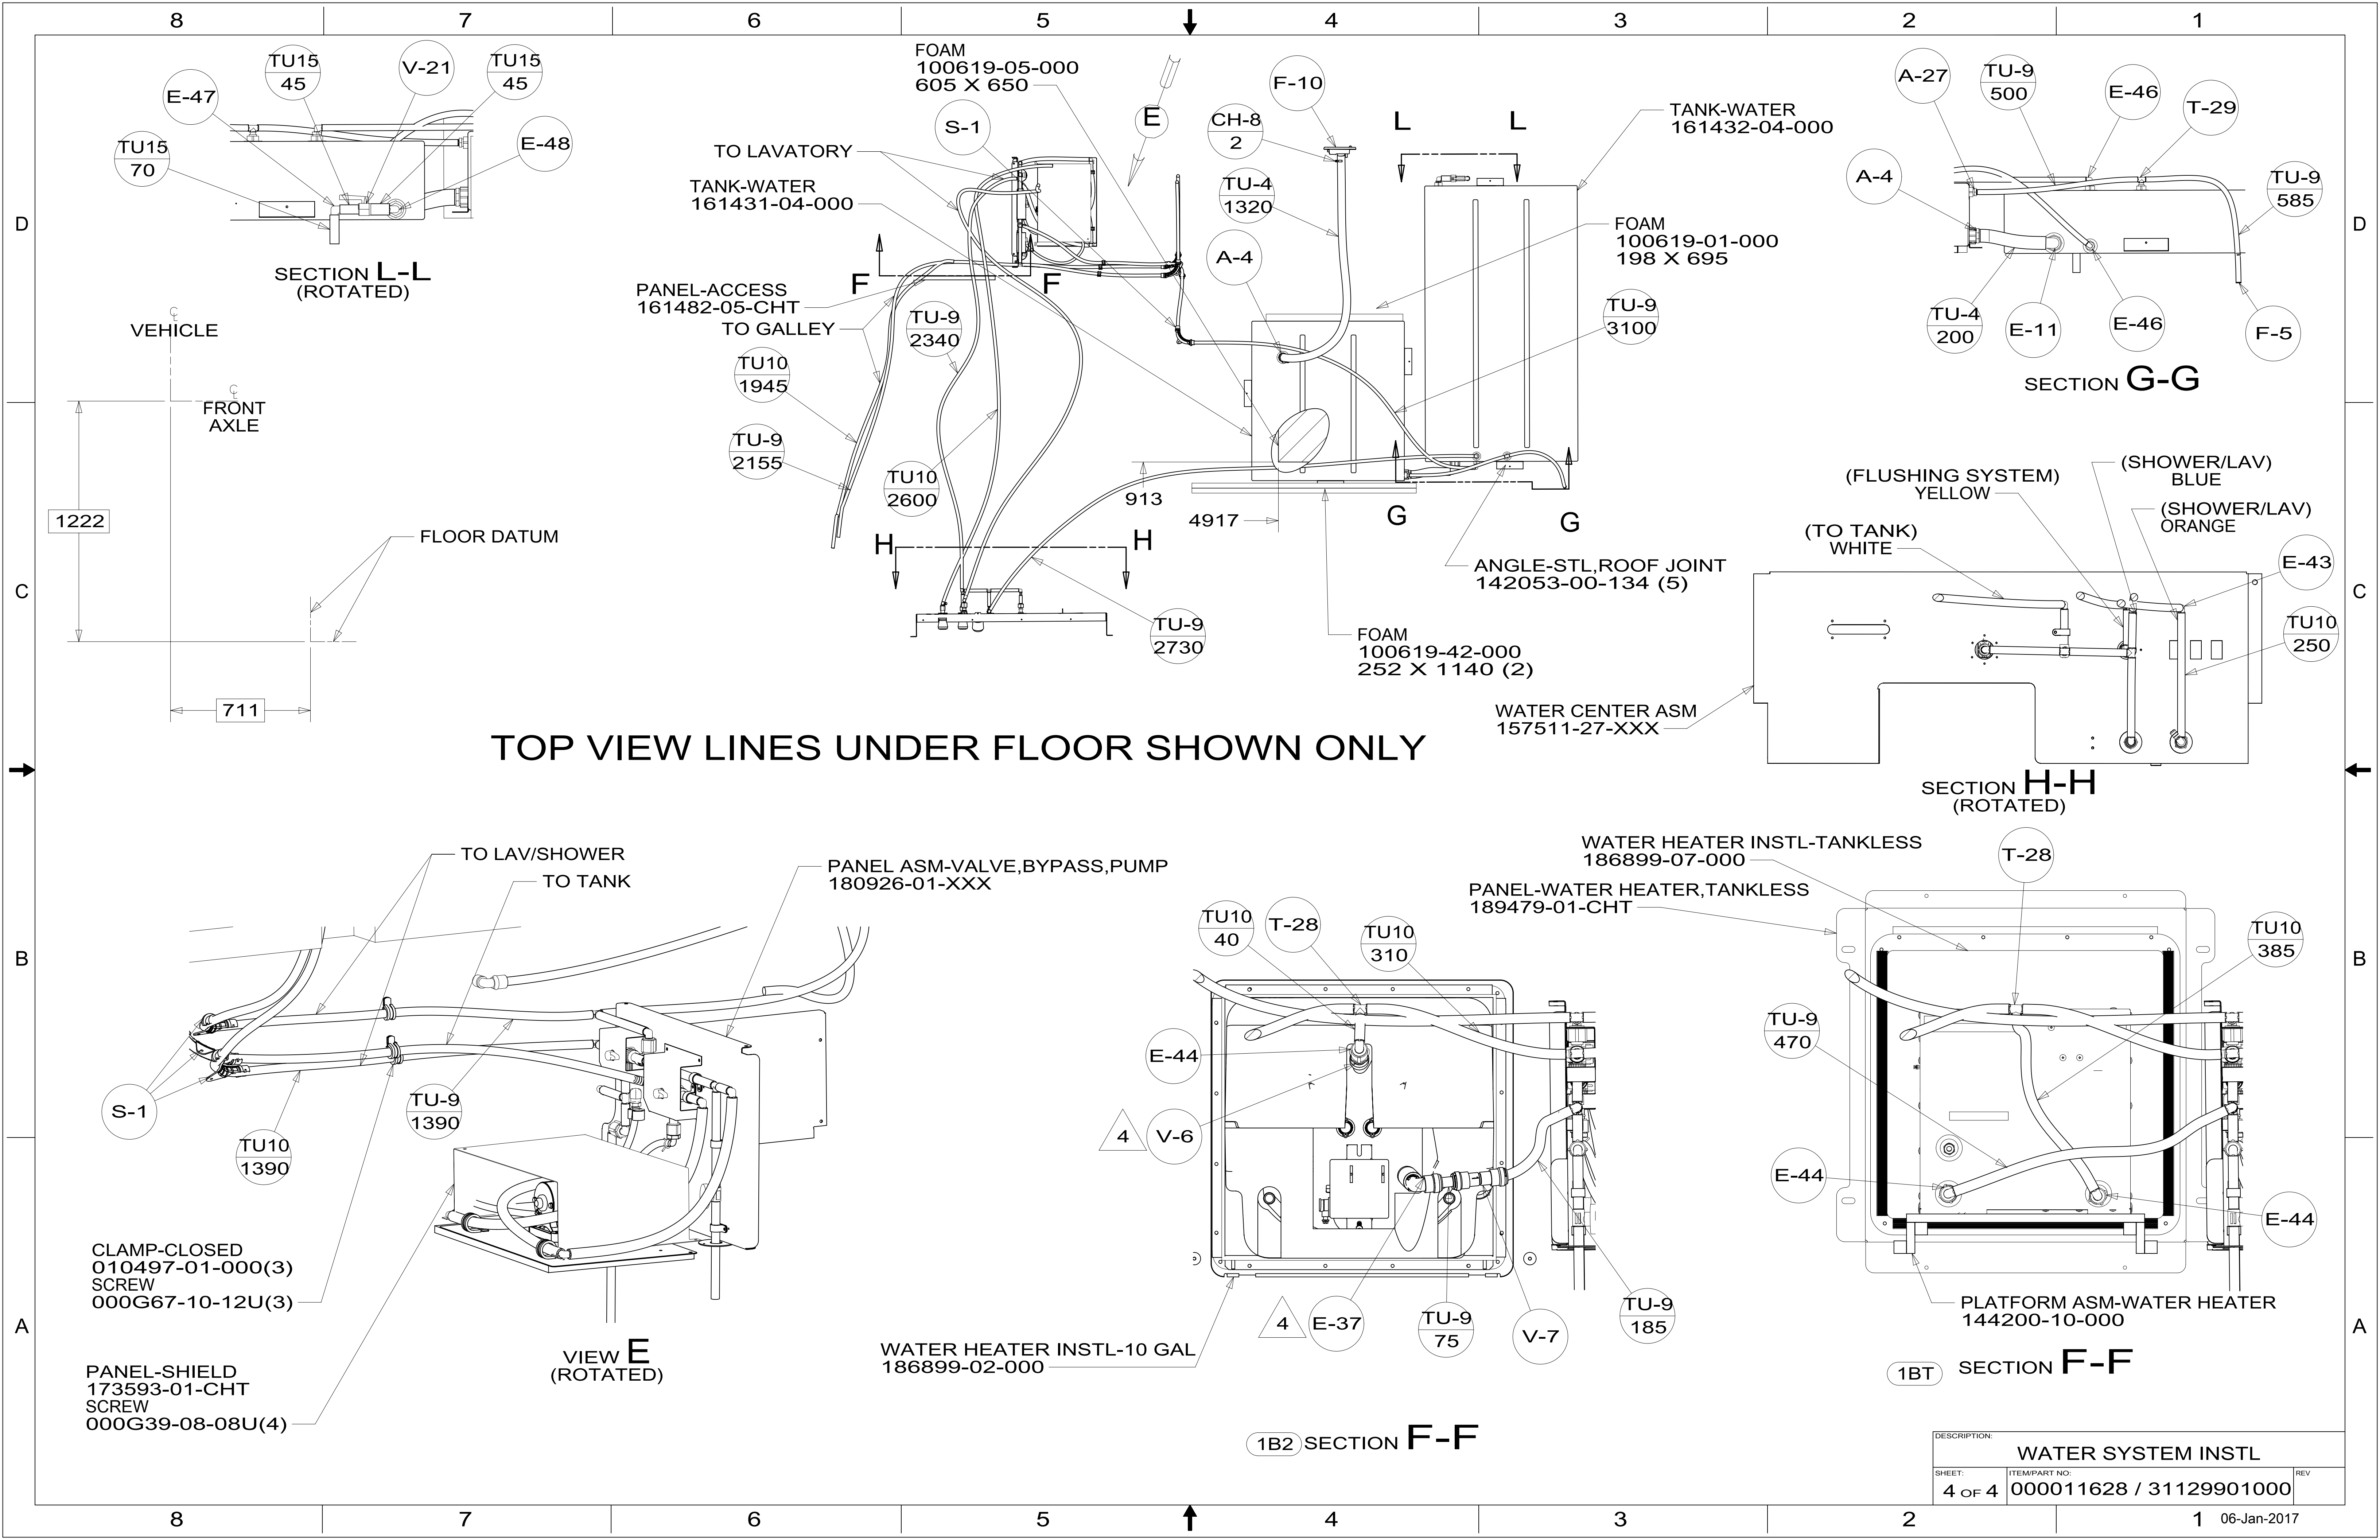 8 7 6 5 4 3 2 1
D
C
B
A
D
C
B
A
TU15
45
V-21
TU15
45
E-47
E-48
TU15
70
SECTION L-L
(ROTATED)
℄
VEHICLE
℄
FRONT
AXLE
1222
711
FLOOR DATUM
FOAM
100619-05-000
605 X 650
S-1
E
F-10
CH-8
2
TO LAVATORY
TANK-WATER
161431-04-000
TU-4
1320
A-4
L L
TANK-WATER
161432-04-000
FOAM
100619-01-000
198 X 695
F F
PANEL-ACCESS
161482-05-CHT
TO GALLEY
TU-9
2340
TU10
1945
TU-9
2155
TU10
2600
TU-9
3100
913
4917
G G
H H
ANGLE-STL,ROOF JOINT
142053-00-134 (5)
TU-9
2730
FOAM
100619-42-000
252 X 1140 (2)
TOP VIEW LINES UNDER FLOOR SHOWN ONLY
A-27
TU-9
500
E-46
T-29
A-4
TU-9
585
TU-4
200
E-11
E-46
F-5
SECTION G-G
(FLUSHING SYSTEM)
YELLOW
(SHOWER/LAV)
BLUE
(SHOWER/LAV)
ORANGE
(TO TANK)
WHITE
E-43
TU10
250
WATER CENTER ASM
157511-27-XXX
SECTION H-H
(ROTATED)
TO LAV/SHOWER
TO TANK
PANEL ASM-VALVE,BYPASS,PUMP
180926-01-XXX
S-1
TU10
1390
TU-9
1390
CLAMP-CLOSED
010497-01-000(3)
SCREW
000G67-10-12U(3)
PANEL-SHIELD
173593-01-CHT
SCREW
000G39-08-08U(4)
VIEW E
(ROTATED)
TU10
40
T-28
TU10
310
E-44
4
V-6
4
E-37
TU-9
75
V-7
TU-9
185
WATER HEATER INSTL-10 GAL
186899-02-000
1B2 SECTION F-F
WATER HEATER INSTL-TANKLESS
186899-07-000
PANEL-WATER HEATER,TANKLESS
189479-01-CHT
T-28
TU10
385
TU-9
470
E-44
E-44
PLATFORM ASM-WATER HEATER
144200-10-000
1BT SECTION F-F
DESCRIPTION:
WATER SYSTEM INSTL
SHEET: ITEM/PART NO: REV
4 OF 4 000011628 / 31129901000
8 7 6 5 4 3 2 1
06-Jan-2017